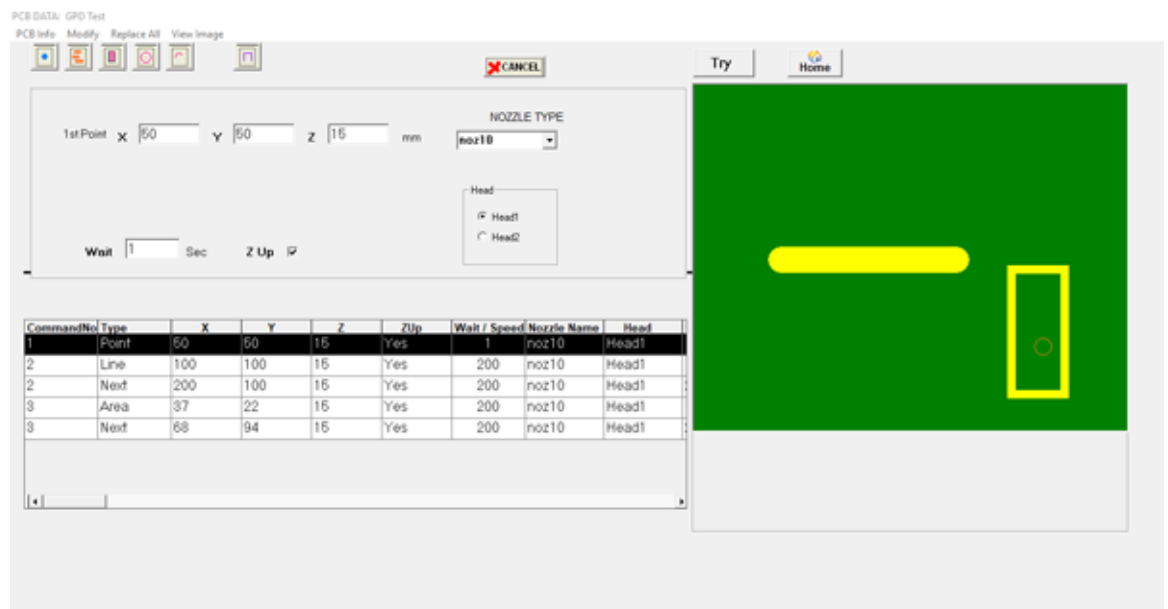 PCB DATA: GPD Test
PCB Info Modify Replace All View Image
CANCEL
Try
Home
1st Point X 50 Y 50 Z 15 mm
NOZZLE TYPE
noz10
Head
Head1
Head2
Wait 1 Sec Z Up
CommandNo Type X Y Z ZUp Wait / Speed Nozzle Name Head
1 Point 50 50 15 Yes 1 noz10 Head1
2 Line 100 100 15 Yes 200 noz10 Head1
2 Next 200 100 15 Yes 200 noz10 Head1
3 Area 37 22 15 Yes 200 noz10 Head1
3 Next 68 94 15 Yes 200 noz10 Head1